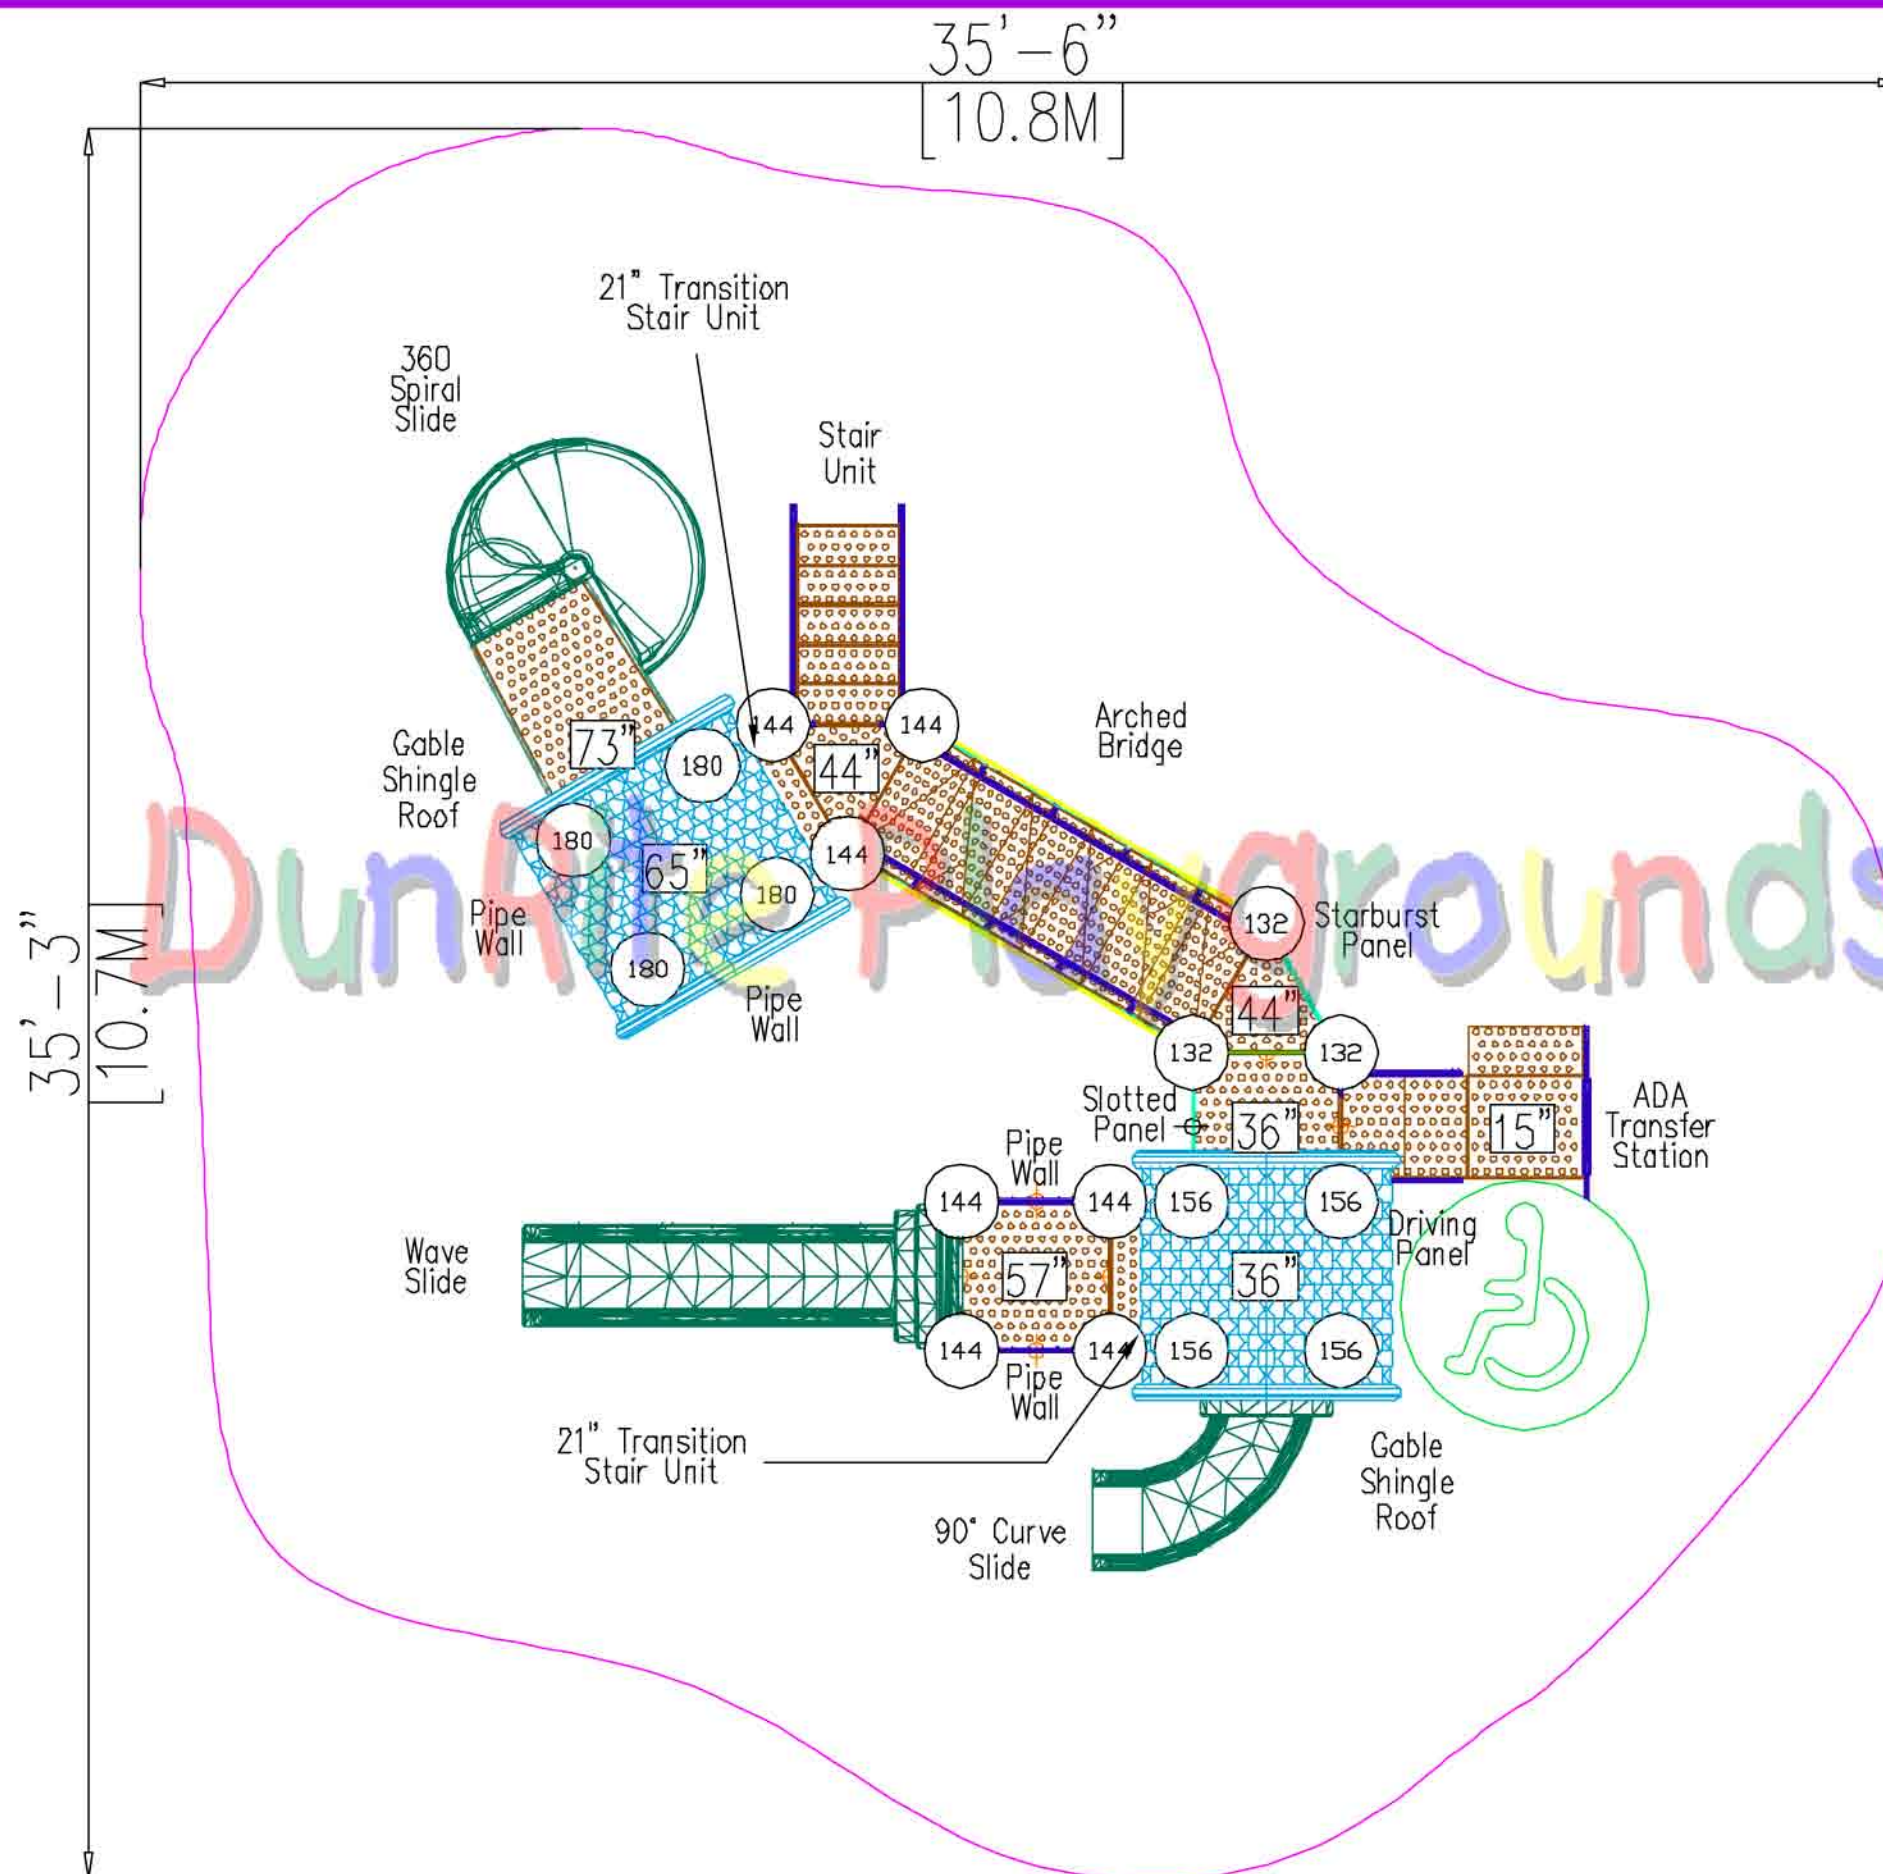 35'-6"
[10.8M]
21" Transition
Stair Unit
360
Spiral
Slide
Stair
Unit
144
144
Arched
Bridge
73"
180
44"
Gable
Shingle
Roof
180
144
65"
180
DunRite Playgrounds
132
Starburst
Panel
Pipe
Wall
180
35'-3"
[10.7M]
Pipe
Wall
44"
132
132
Slotted
Panel
36"
15"
ADA
Transfer
Station
Pipe
Wall
144
144
156
156
Driving
Panel
Wave
Slide
57"
36"
144
144
156
156
Pipe
Wall
21" Transition
Stair Unit
Gable
Shingle
Roof
90° Curve
Slide